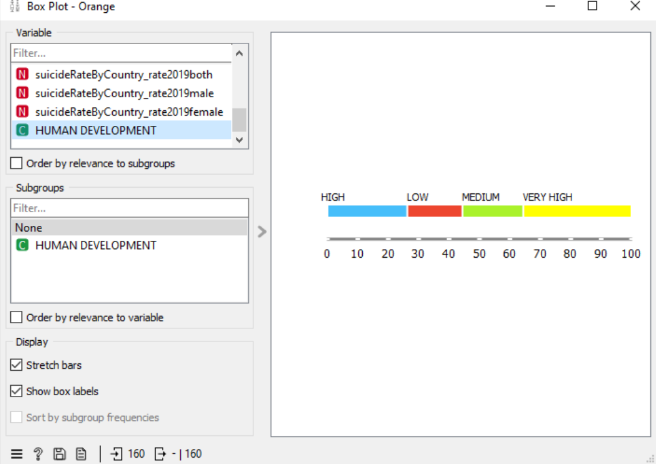 Box Plot - Orange
Variable
Filter...
N suicideRateByCountry_rate2019both
N suicideRateByCountry_rate2019male
N suicideRateByCountry_rate2019female
C HUMAN DEVELOPMENT
Order by relevance to subgroups
Subgroups
Filter...
None
C HUMAN DEVELOPMENT
Order by relevance to variable
Display
Stretch bars
Show box labels
Sort by subgroup frequencies
? 160 - | 160
HIGH LOW MEDIUM VERY HIGH
0 10 20 30 40 50 60 70 80 90 100